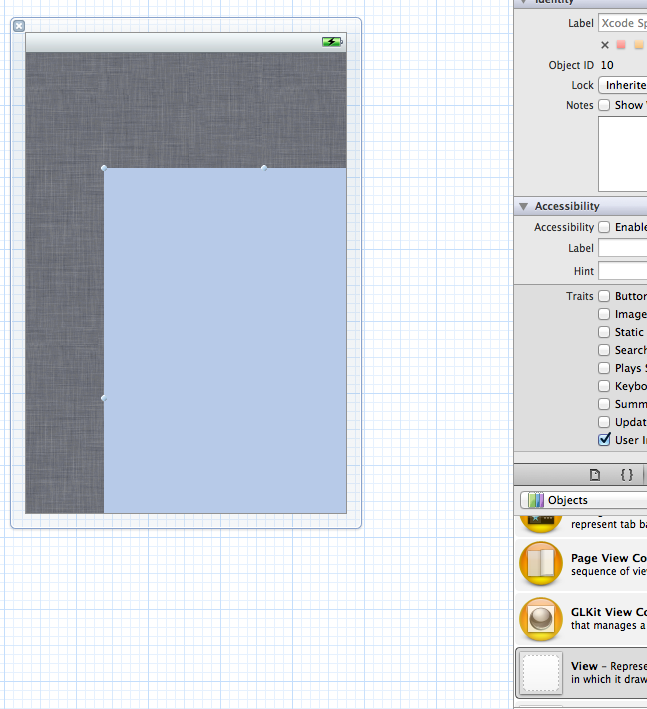 Identity
Label Xcode Sp
Object ID 10
Lock Inherite
Notes Show
Accessibility
Accessibility Enable
Label
Hint
Traits Button
Image
Static
Search
Plays S
Keybo
Summ
Updat
User In
{ }
Objects
represent tab ba
Page View Co
sequence of vie
GLKit View Co
that manages a
View – Represe
in which it draw